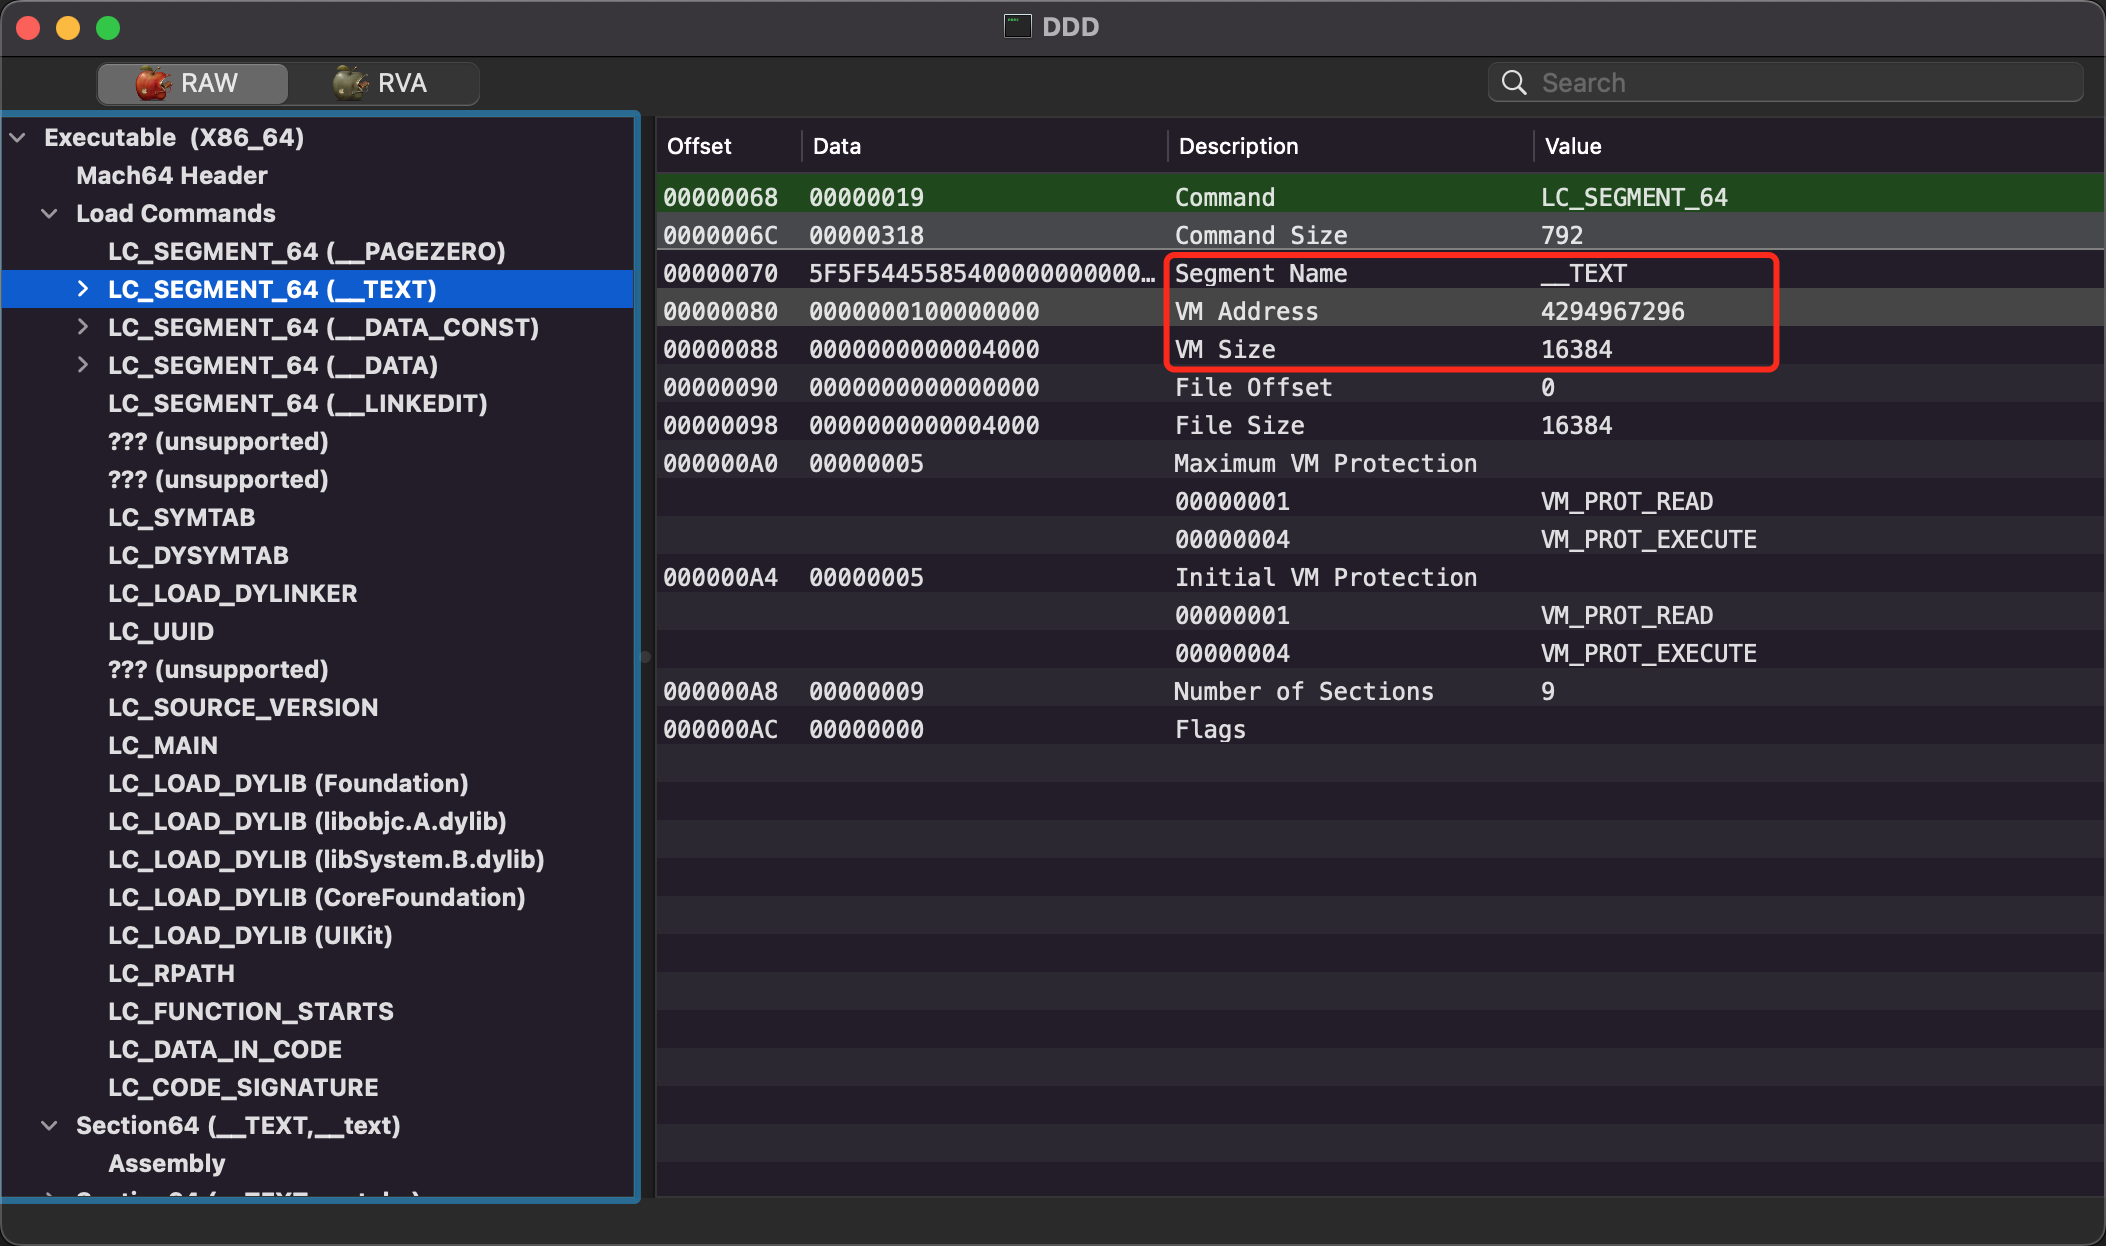 DDD
RAW
RVA
Search
Executable (X86_64)
Mach64 Header
Load Commands
LC_SEGMENT_64 (__PAGEZERO)
LC_SEGMENT_64 (__TEXT)
LC_SEGMENT_64 (__DATA_CONST)
LC_SEGMENT_64 (__DATA)
LC_SEGMENT_64 (__LINKEDIT)
??? (unsupported)
??? (unsupported)
LC_SYMTAB
LC_DYSYMTAB
LC_LOAD_DYLINKER
LC_UUID
??? (unsupported)
LC_SOURCE_VERSION
LC_MAIN
LC_LOAD_DYLIB (Foundation)
LC_LOAD_DYLIB (libobjc.A.dylib)
LC_LOAD_DYLIB (libSystem.B.dylib)
LC_LOAD_DYLIB (CoreFoundation)
LC_LOAD_DYLIB (UIKit)
LC_RPATH
LC_FUNCTION_STARTS
LC_DATA_IN_CODE
LC_CODE_SIGNATURE
Section64 (__TEXT,__text)
Assembly
Offset Data Description Value
00000068 00000019 Command LC_SEGMENT_64
0000006C 00000318 Command Size 792
00000070 5F5F5445585400000000000... Segment Name __TEXT
00000080 0000000100000000 VM Address 4294967296
00000088 0000000000004000 VM Size 16384
00000090 0000000000000000 File Offset 0
00000098 0000000000004000 File Size 16384
000000A0 00000005 Maximum VM Protection
00000001 VM_PROT_READ
00000004 VM_PROT_EXECUTE
000000A4 00000005 Initial VM Protection
00000001 VM_PROT_READ
00000004 VM_PROT_EXECUTE
000000A8 00000009 Number of Sections 9
000000AC 00000000 Flags